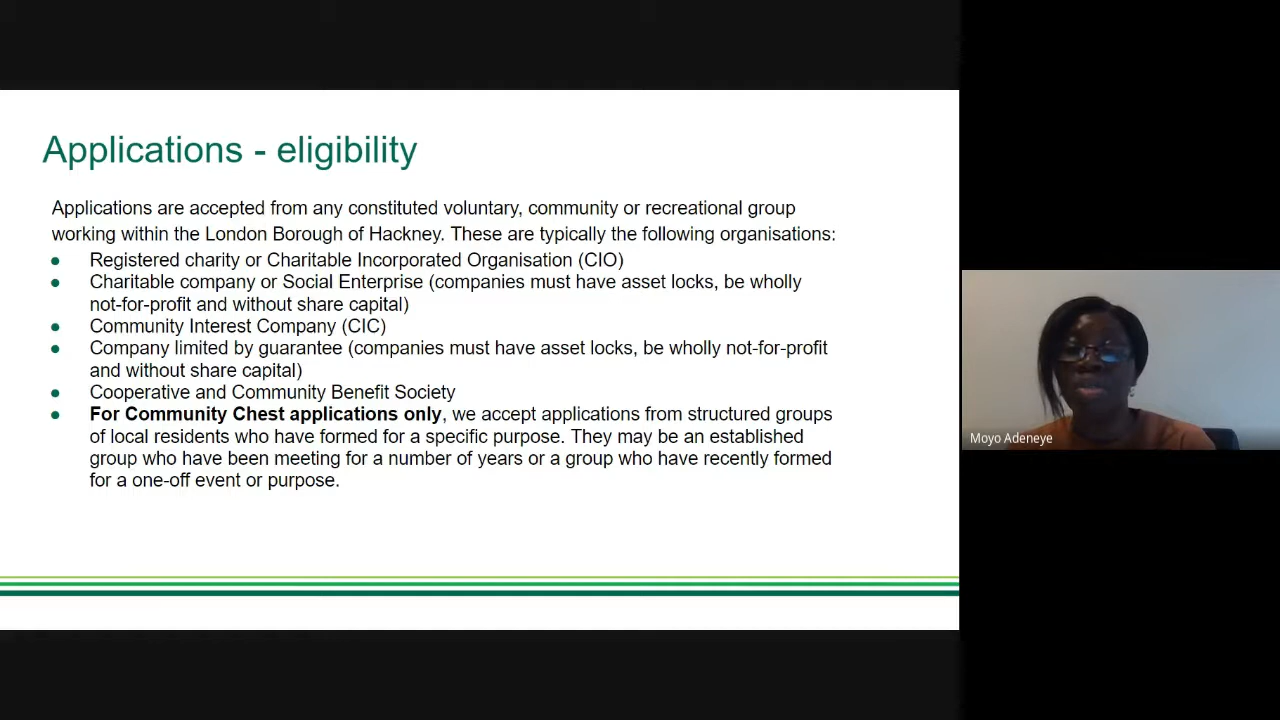 Applications - eligibility
Applications are accepted from any constituted voluntary, community or recreational group
working within the London Borough of Hackney. These are typically the following organisations:
● Registered charity or Charitable Incorporated Organisation (CIO)
● Charitable company or Social Enterprise (companies must have asset locks, be wholly
not-for-profit and without share capital)
● Community Interest Company (CIC)
● Company limited by guarantee (companies must have asset locks, be wholly not-for-profit
and without share capital)
● Cooperative and Community Benefit Society
● For Community Chest applications only, we accept applications from structured groups
of local residents who have formed for a specific purpose. They may be an established
group who have been meeting for a number of years or a group who have recently formed
for a one-off event or purpose.
Moyo Adeneye